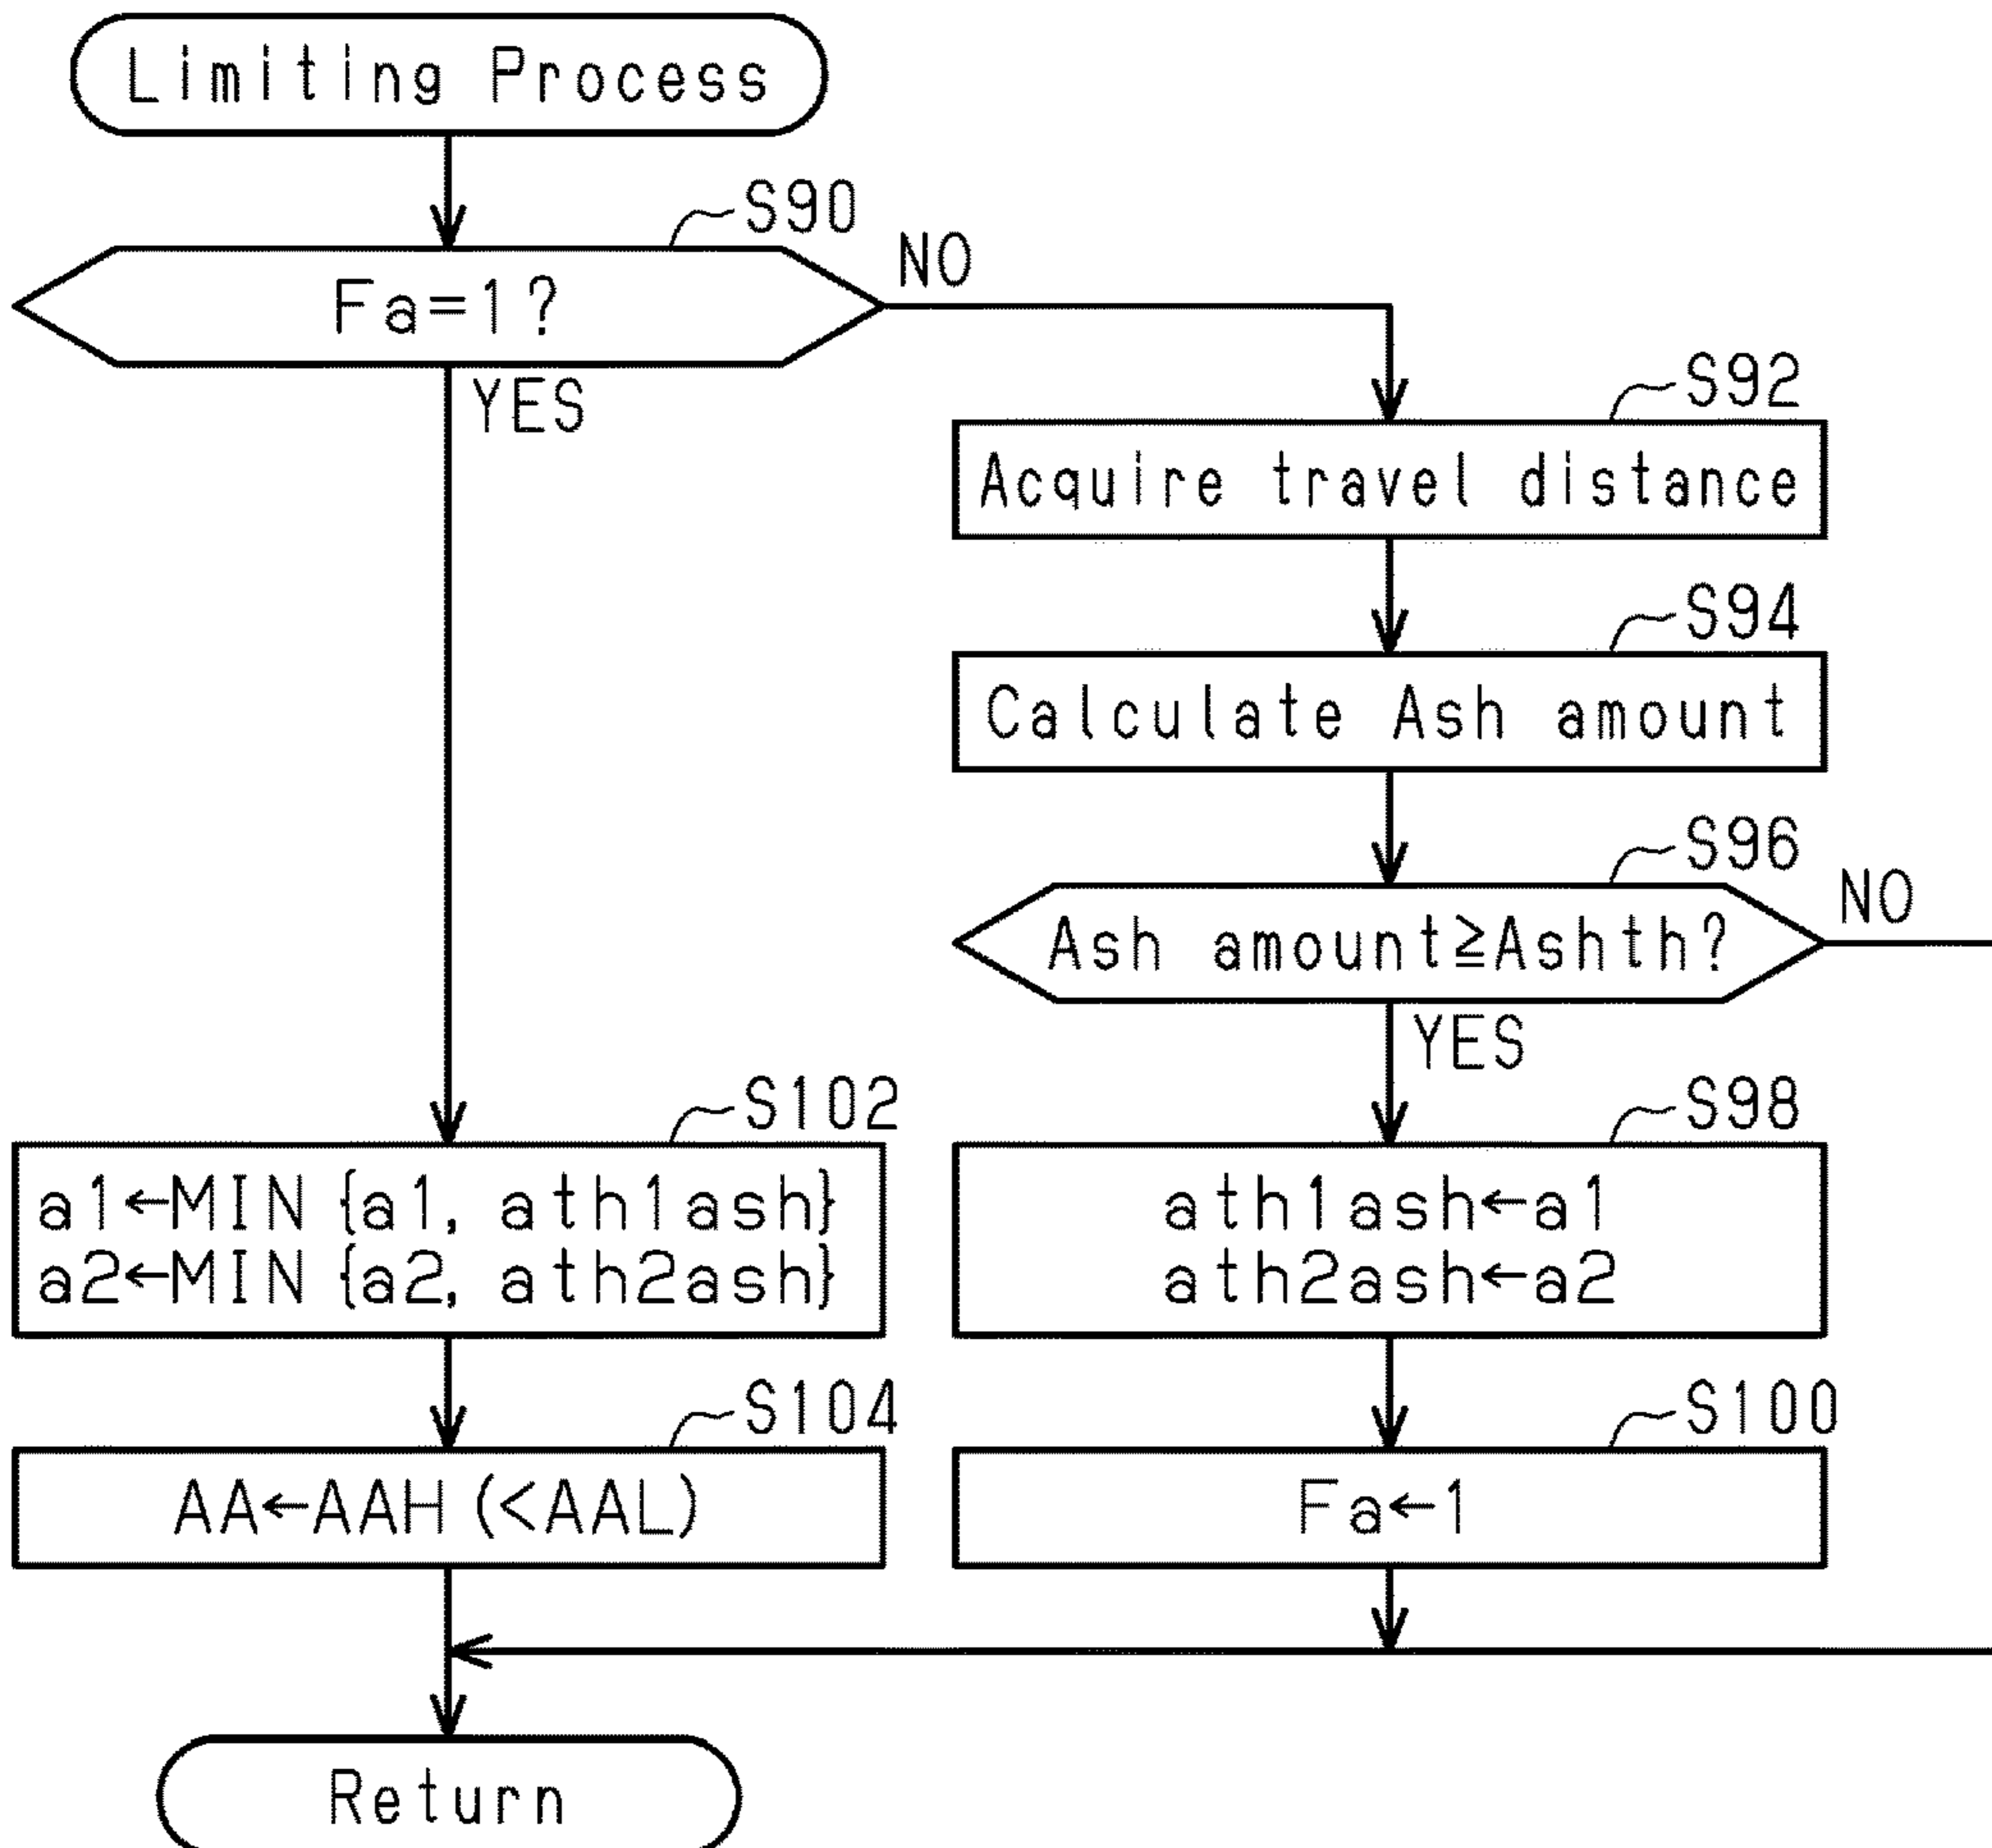 Limiting Process
S90
Fa=1?
NO
YES
S92
Acquire travel distance
S94
Calculate Ash amount
S96
Ash amount≧Ashth?
NO
YES
S102
a1←MIN {a1, ath1ash}
a2←MIN {a2, ath2ash}
S98
ath1ash←a1
ath2ash←a2
S104
AA←AAH (<AAL)
S100
Fa←1
Return